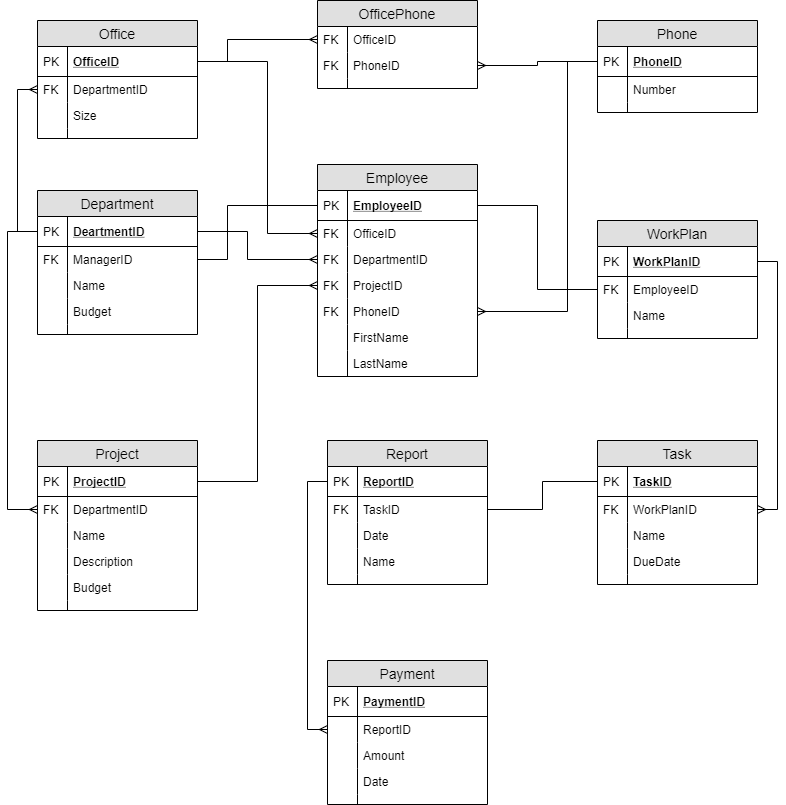 Office
PK OfficeID
FK DepartmentID
Size
OfficePhone
FK OfficeID
FK PhoneID
Phone
PK PhoneID
Number
Department
PK DeartmentID
FK ManagerID
Name
Budget
Employee
PK EmployeeID
FK OfficeID
FK DepartmentID
FK ProjectID
FK PhoneID
FirstName
LastName
WorkPlan
PK WorkPlanID
FK EmployeeID
Name
Project
PK ProjectID
FK DepartmentID
Name
Description
Budget
Report
PK ReportID
FK TaskID
Date
Name
Task
PK TaskID
FK WorkPlanID
Name
DueDate
Payment
PK PaymentID
ReportID
Amount
Date